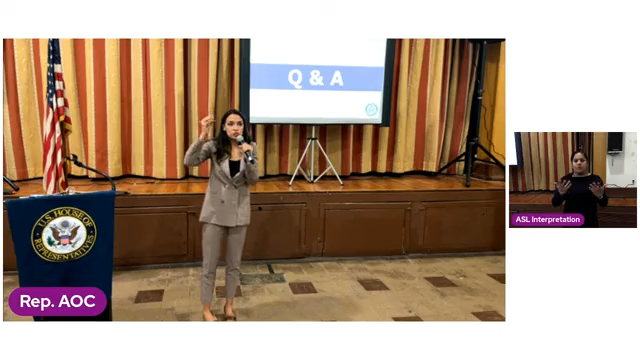 Q & A
U.S. HOUSE OF
REPRESENTATIVES
Rep. AOC
ASL Interpretation